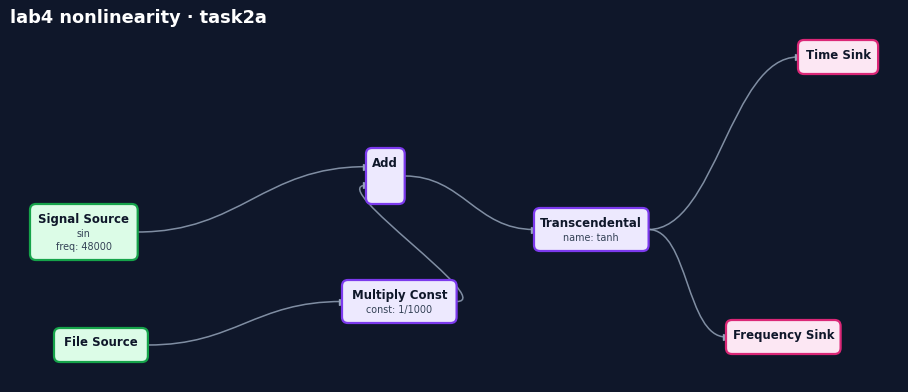 lab4 nonlinearity · task2a
Time Sink
Add
Signal Source
sin
freq: 48000
Transcendental
name: tanh
Multiply Const
const: 1/1000
File Source
Frequency Sink